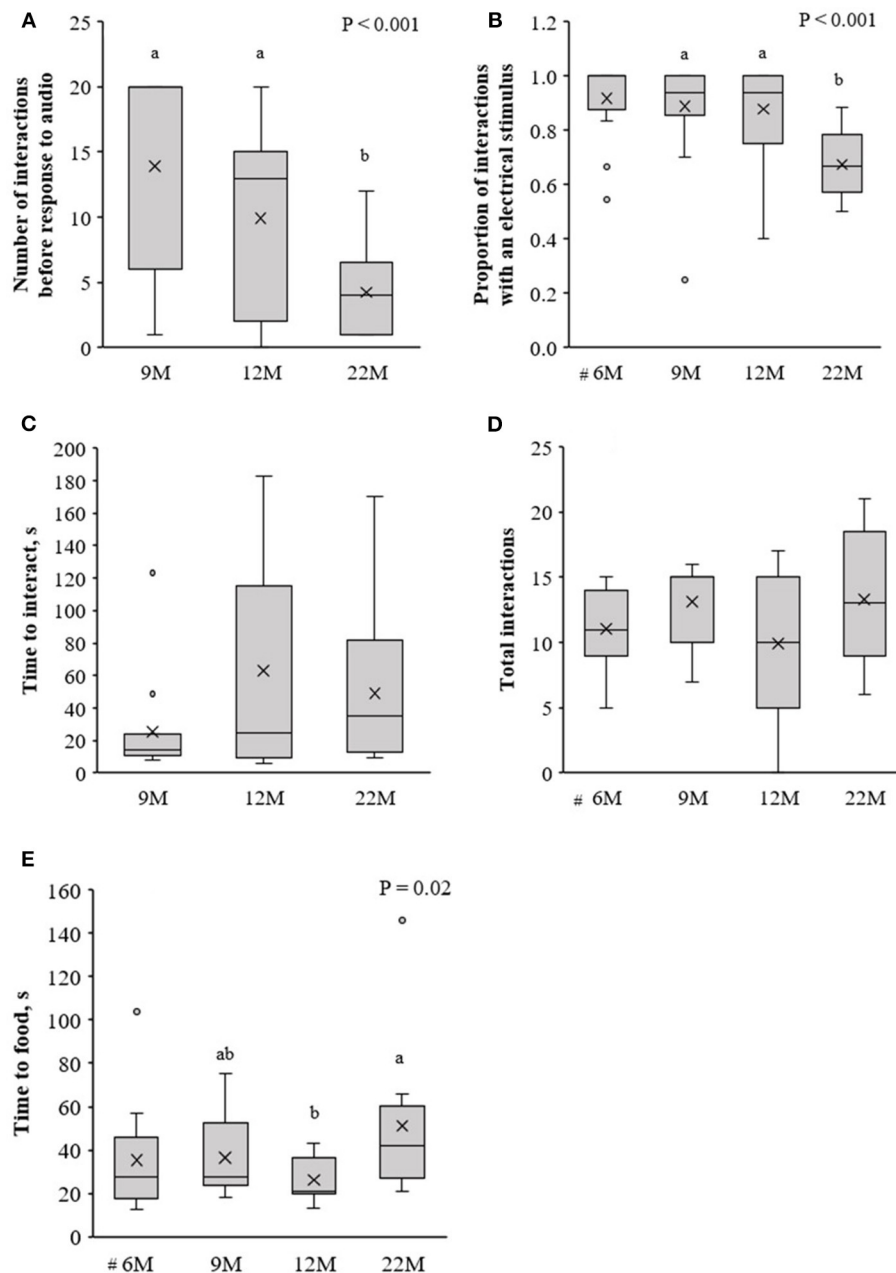 A
P < 0.001
Number of interactions
before response to audio
25
20
15
10
5
0
a
a
b
9M
12M
22M
B
P < 0.001
Proportion of interactions
with an electrical stimulus
1.2
1.0
0.8
0.6
0.4
0.2
0.0
a
a
b
# 6M
9M
12M
22M
C
Time to interact, s
200
180
160
140
120
100
80
60
40
20
0
9M
12M
22M
D
Total interactions
25
20
15
10
5
0
# 6M
9M
12M
22M
E
P = 0.02
Time to food, s
160
140
120
100
80
60
40
20
0
ab
b
a
# 6M
9M
12M
22M